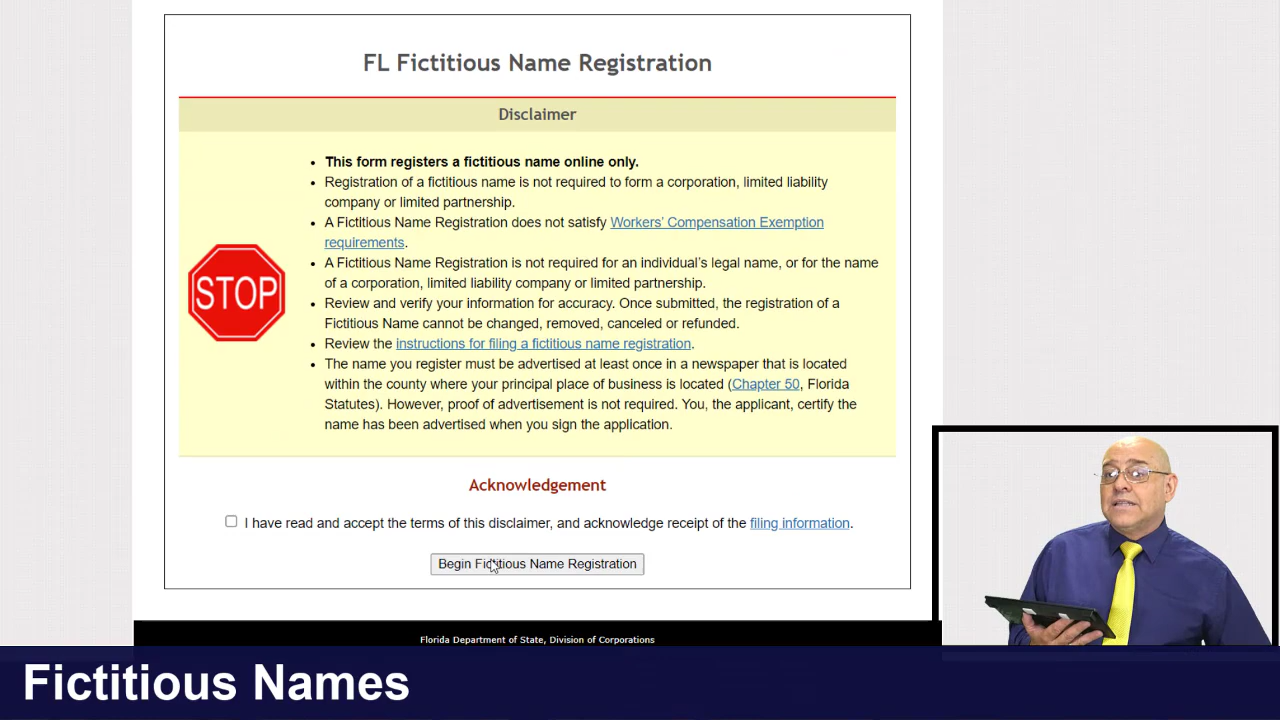 FL Fictitious Name Registration
Disclaimer
This form registers a fictitious name online only.
Registration of a fictitious name is not required to form a corporation, limited liability
company or limited partnership.
A Fictitious Name Registration does not satisfy Workers' Compensation Exemption
requirements.
A Fictitious Name Registration is not required for an individual's legal name, or for the name
of a corporation, limited liability company or limited partnership.
Review and verify your information for accuracy. Once submitted, the registration of a
Fictitious Name cannot be changed, removed, canceled or refunded.
Review the instructions for filing a fictitious name registration.
The name you register must be advertised at least once in a newspaper that is located
within the county where your principal place of business is located (Chapter 50, Florida
Statutes). However, proof of advertisement is not required. You, the applicant, certify the
name has been advertised when you sign the application.
STOP
Acknowledgement
I have read and accept the terms of this disclaimer, and acknowledge receipt of the filing information.
Begin Fictitious Name Registration
Florida Department of State, Division of Corporations
Fictitious Names